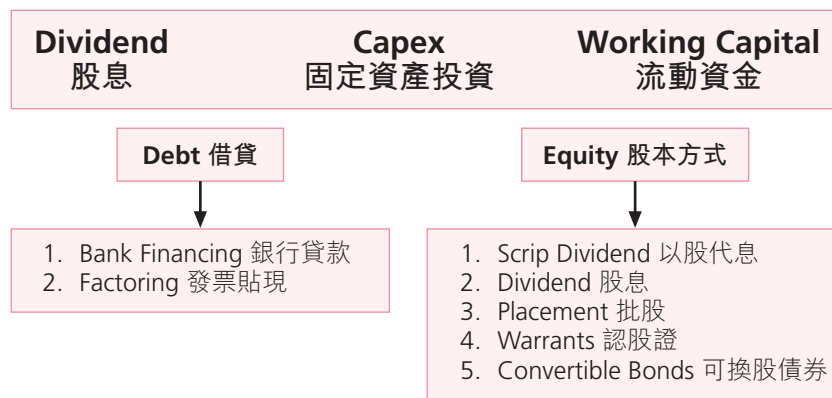 Dividend Capex Working Capital
股息 固定資產投資 流動資金
Debt 借貸 Equity 股本方式
1. Bank Financing 銀行貸款
2. Factoring 發票貼現
1. Scrip Dividend 以股代息
2. Dividend 股息
3. Placement 批股
4. Warrants 認股證
5. Convertible Bonds 可換股債券